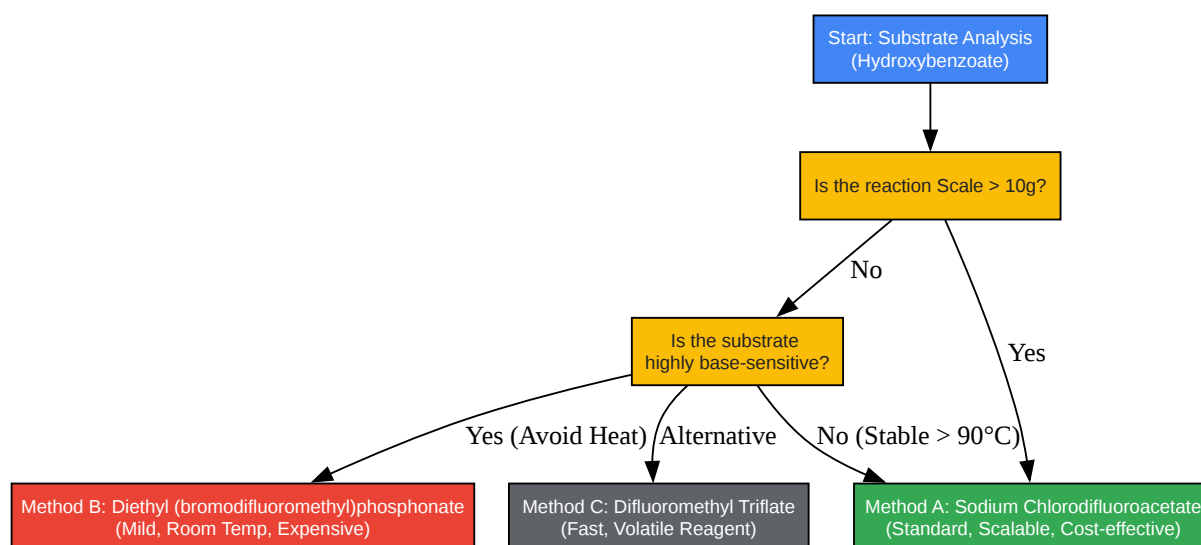 Start: Substrate Analysis
(Hydroxybenzoate)
Is the reaction Scale > 10g?
No
Is the substrate
highly base-sensitive?
Yes
Yes (Avoid Heat)
Alternative
No (Stable > 90°C)
Method B: Diethyl (bromodifluoromethyl)phosphonate
(Mild, Room Temp, Expensive)
Method C: Difluoromethyl Triflate
(Fast, Volatile Reagent)
Method A: Sodium Chlorodifluoroacetate
(Standard, Scalable, Cost-effective)